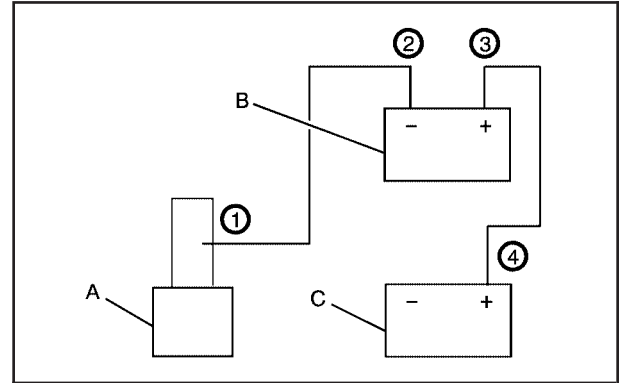 ② ③
B
− +
①
④
A
C
− +